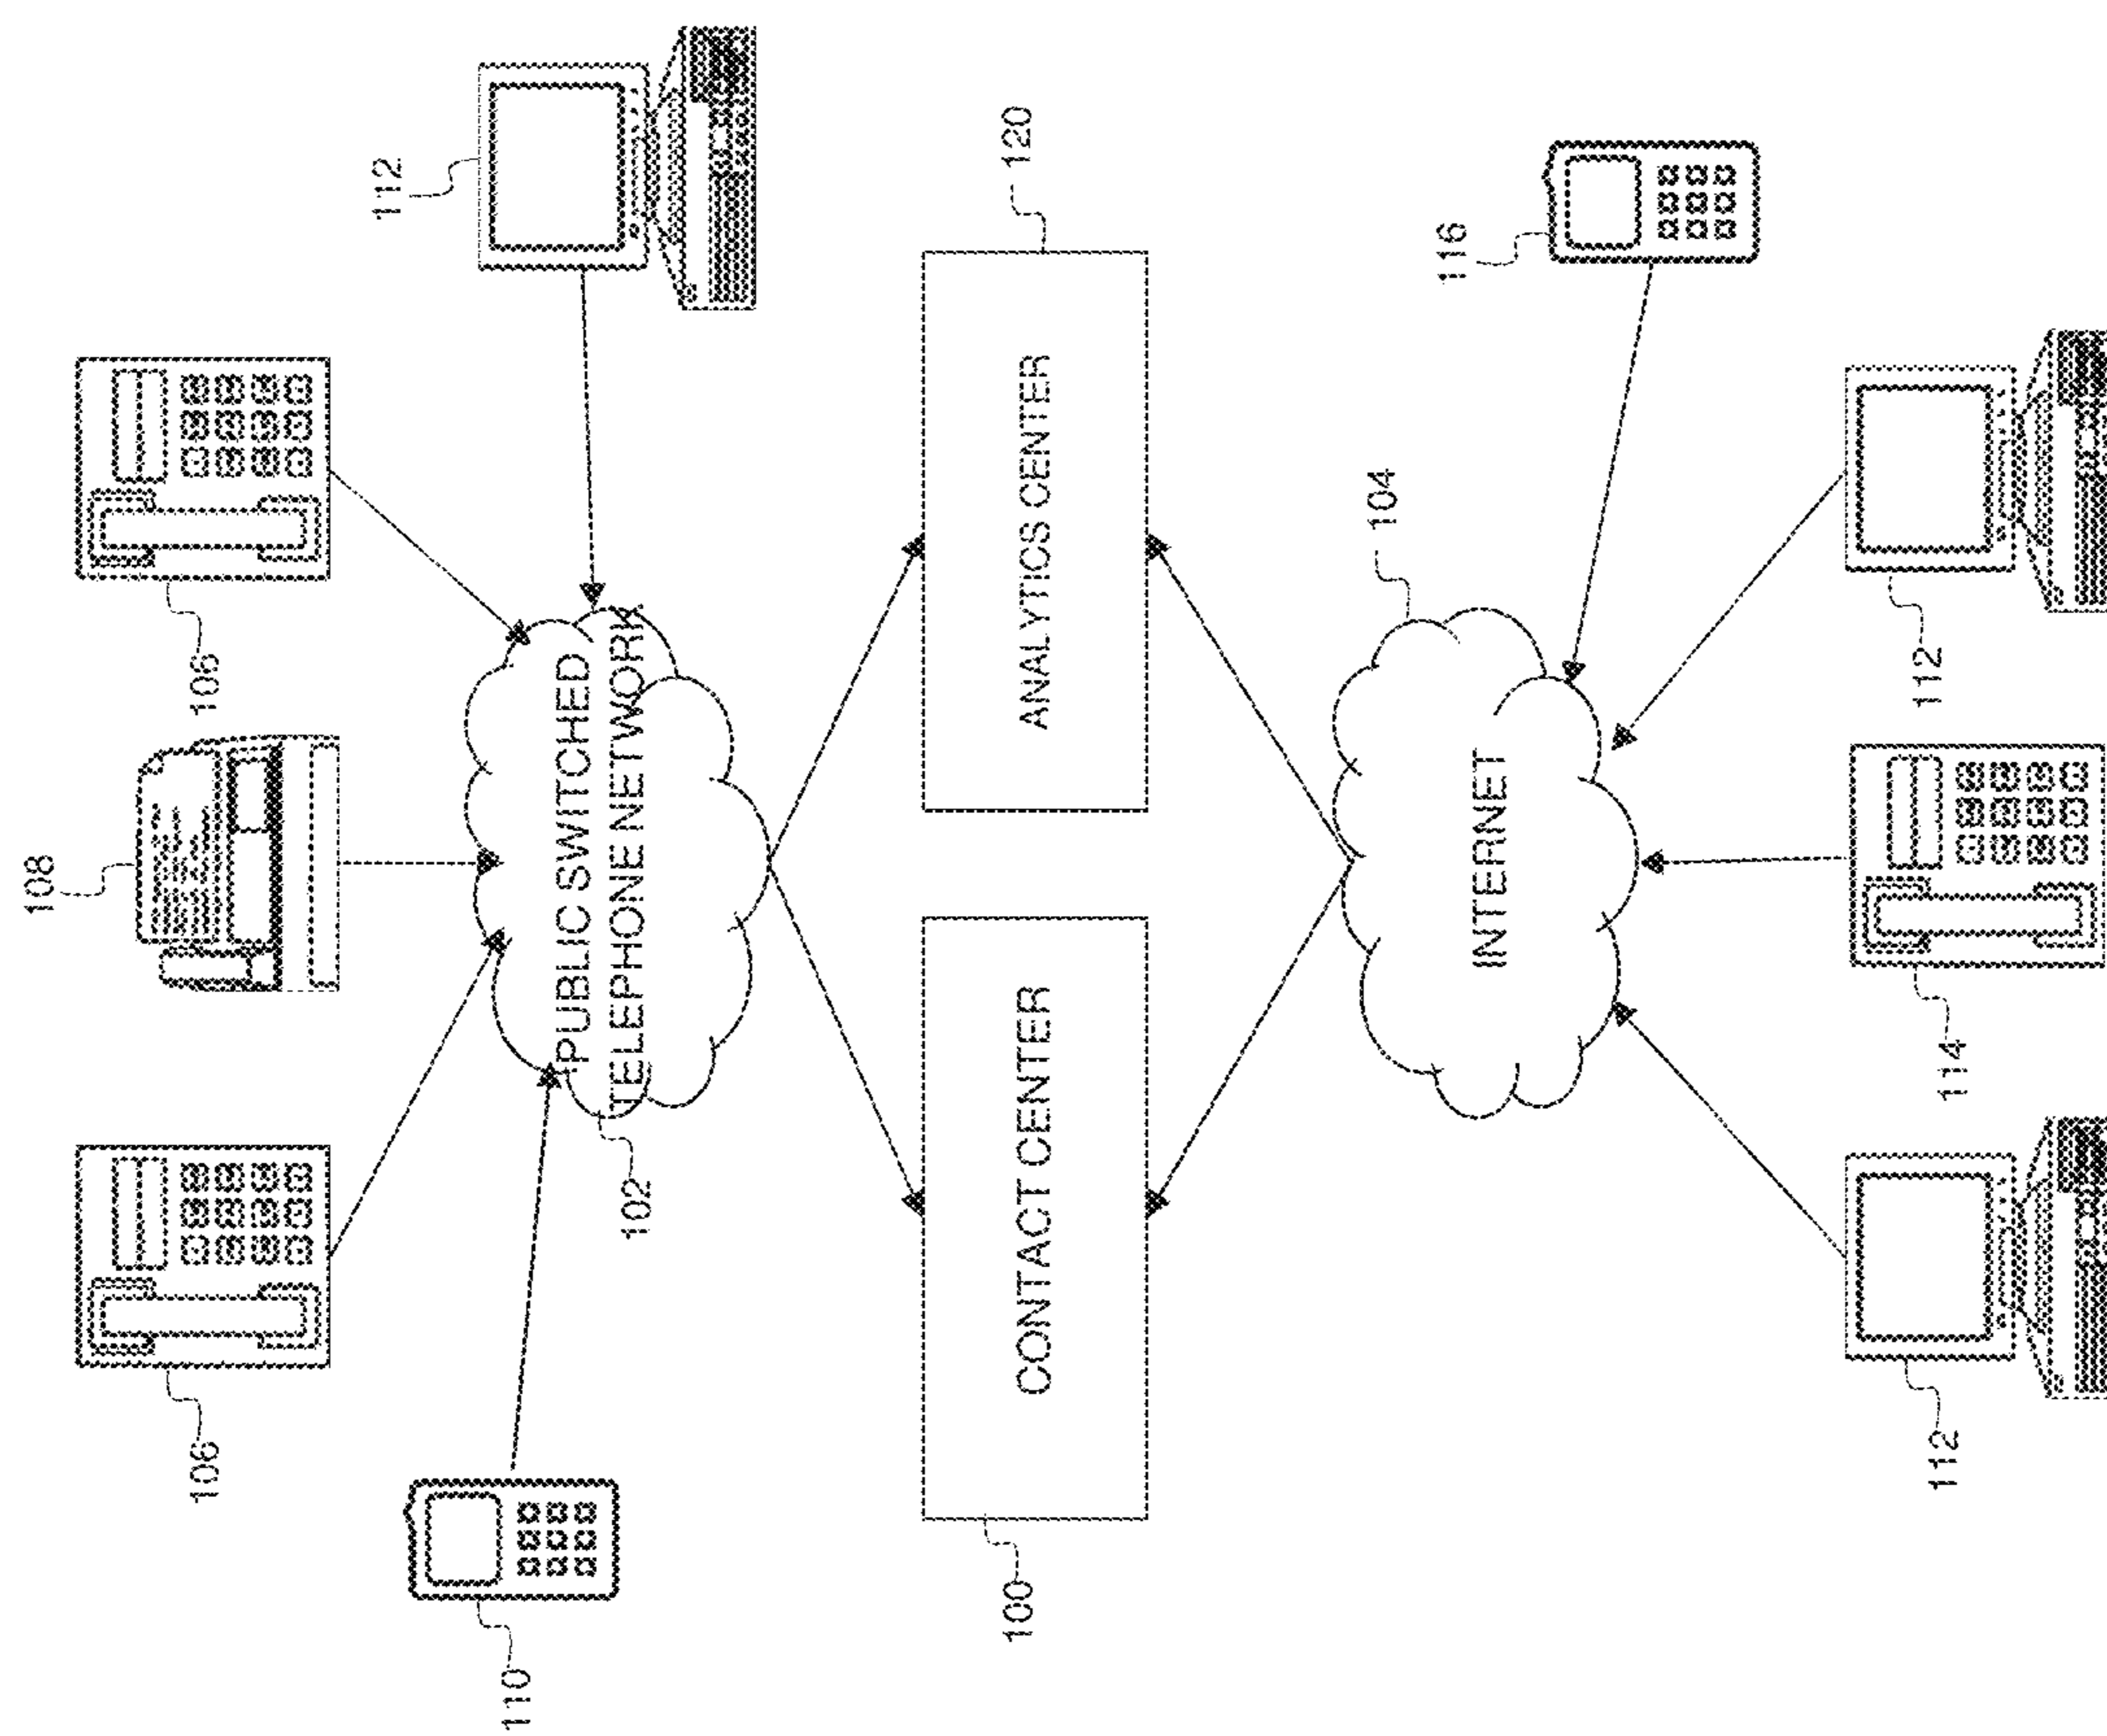 108
106
106
112
110
102
PUBLIC SWITCHED
TELEPHONE NETWORK
100
CONTACT CENTER
ANALYTICS CENTER
120
104
INTERNET
116
112
114
112